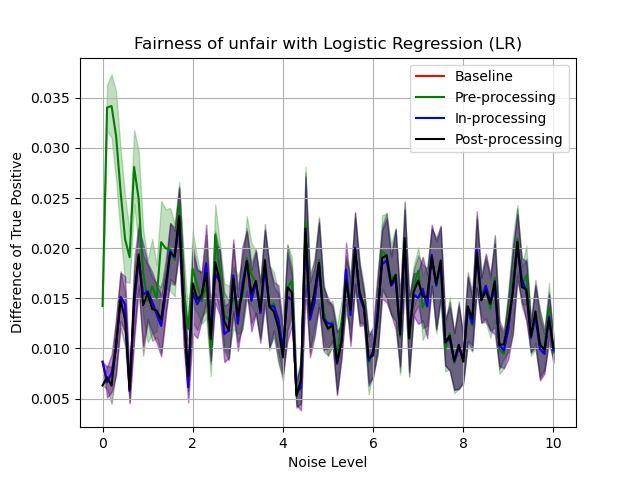 Fairness of unfair with Logistic Regression (LR)
Baseline
Pre-processing
In-processing
Post-processing
Difference of True Positive
0.035
0.030
0.025
0.020
0.015
0.010
0.005
0 2 4 6 8 10
Noise Level